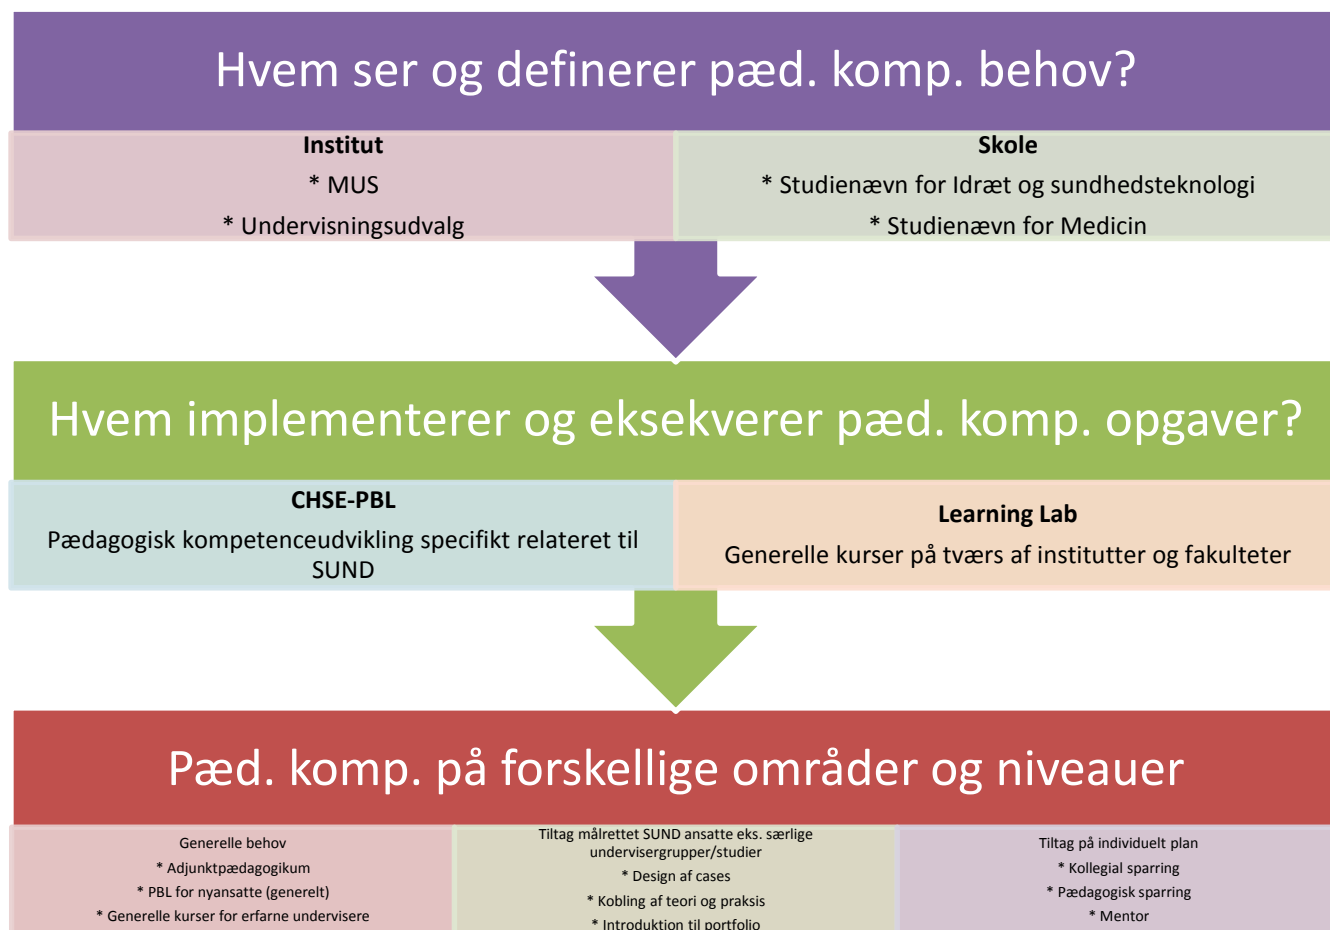 Hvem ser og definerer pæd. komp. behov?
Institut
* MUS
* Undervisningsudvalg
Skole
* Studienævn for Idræt og sundhedsteknologi
* Studienævn for Medicin
Hvem implementerer og eksekverer pæd. komp. opgaver?
CHSE-PBL
Pædagogisk kompetenceudvikling specifikt relateret til
SUND
Learning Lab
Generelle kurser på tværs af institutter og fakulteter
Pæd. komp. på forskellige områder og niveauer
Generelle behov
* Adjunktpædagogikum
* PBL for nyansatte (generelt)
* Generelle kurser for erfarne undervisere
Tiltag målrettet SUND ansatte eks. særlige
undervisergrupper/studier
* Design af cases
* Kobling af teori og praksis
* Introduktion til portfolio
Tiltag på individuelt plan
* Kollegial sparring
* Pædagogisk sparring
* Mentor